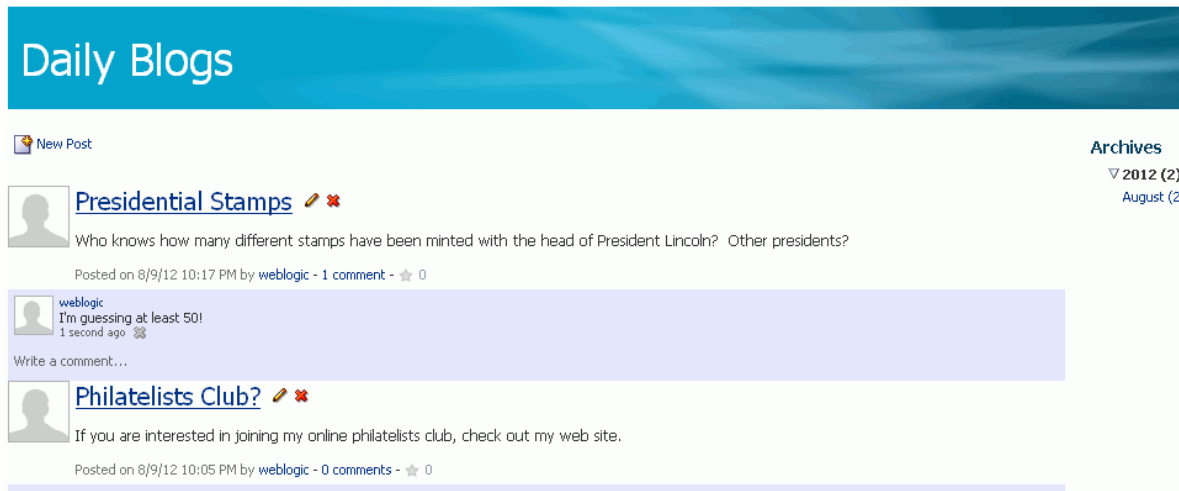 Daily Blogs
New Post
Archives
2012 (2)
August (2
Presidential Stamps
Who knows how many different stamps have been minted with the head of President Lincoln?  Other presidents?
Posted on 8/9/12 10:17 PM by weblogic - 1 comment - 0
weblogic
I'm guessing at least 50!
1 second ago
Write a comment...
Philatelists Club?
If you are interested in joining my online philatelists club, check out my web site.
Posted on 8/9/12 10:05 PM by weblogic - 0 comments - 0